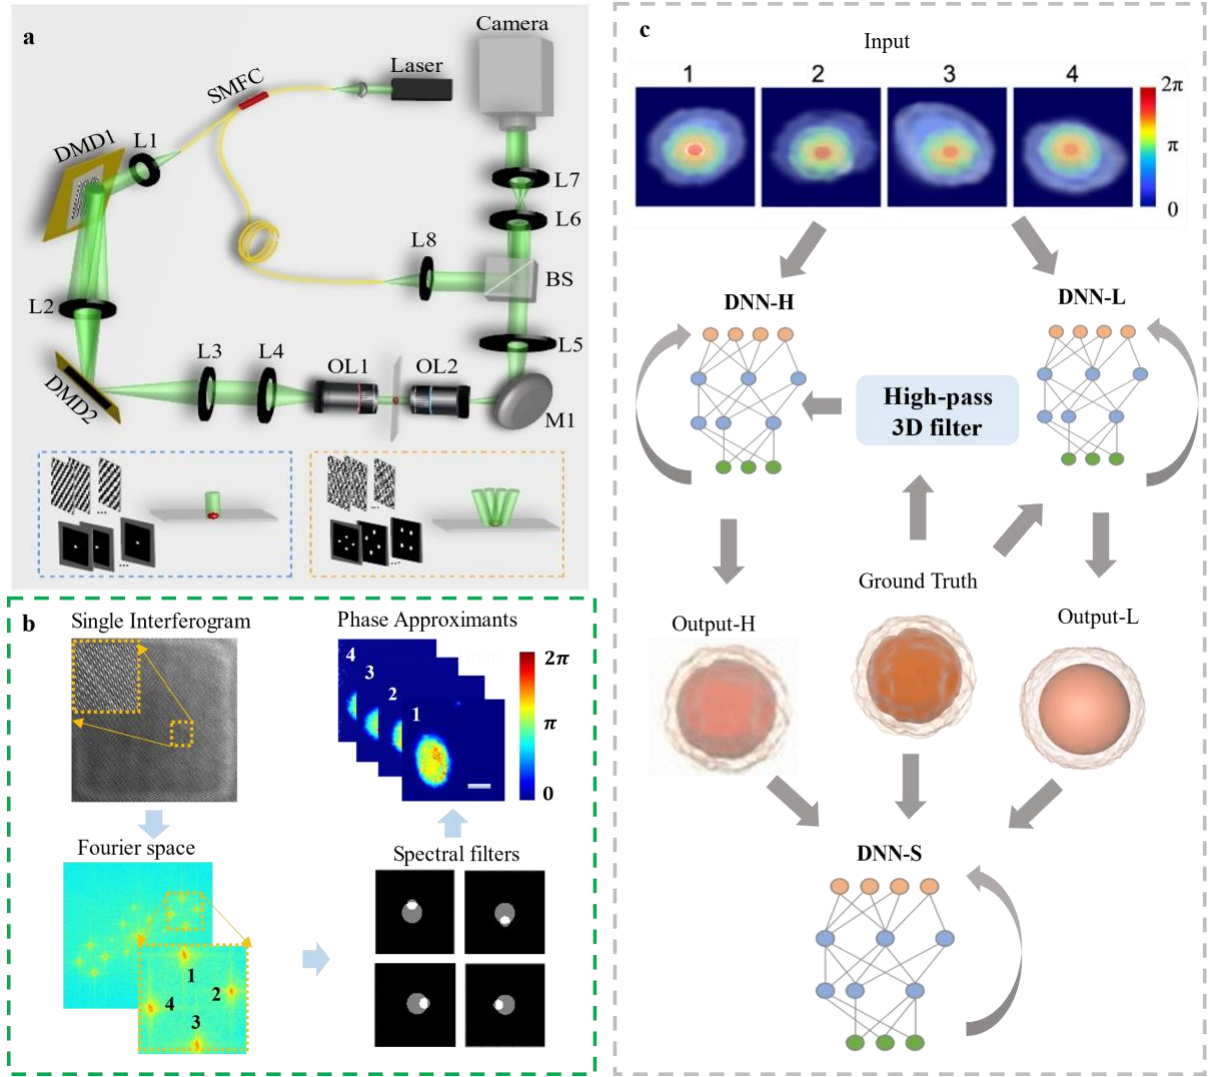 a
Camera
Laser
SMFC
DMD1
L1
L7
L6
L8
BS
L2
L5
L3
L4
OL1
OL2
DMD2
M1
...
...
...
...
b
Single Interferogram
Phase Approximants
4
3
2
1
2π
π
0
Fourier space
Spectral filters
1
2
4
3
c
Input
1
2
3
4
2π
π
0
DNN-H
DNN-L
High-pass
3D filter
Ground Truth
Output-H
Output-L
DNN-S